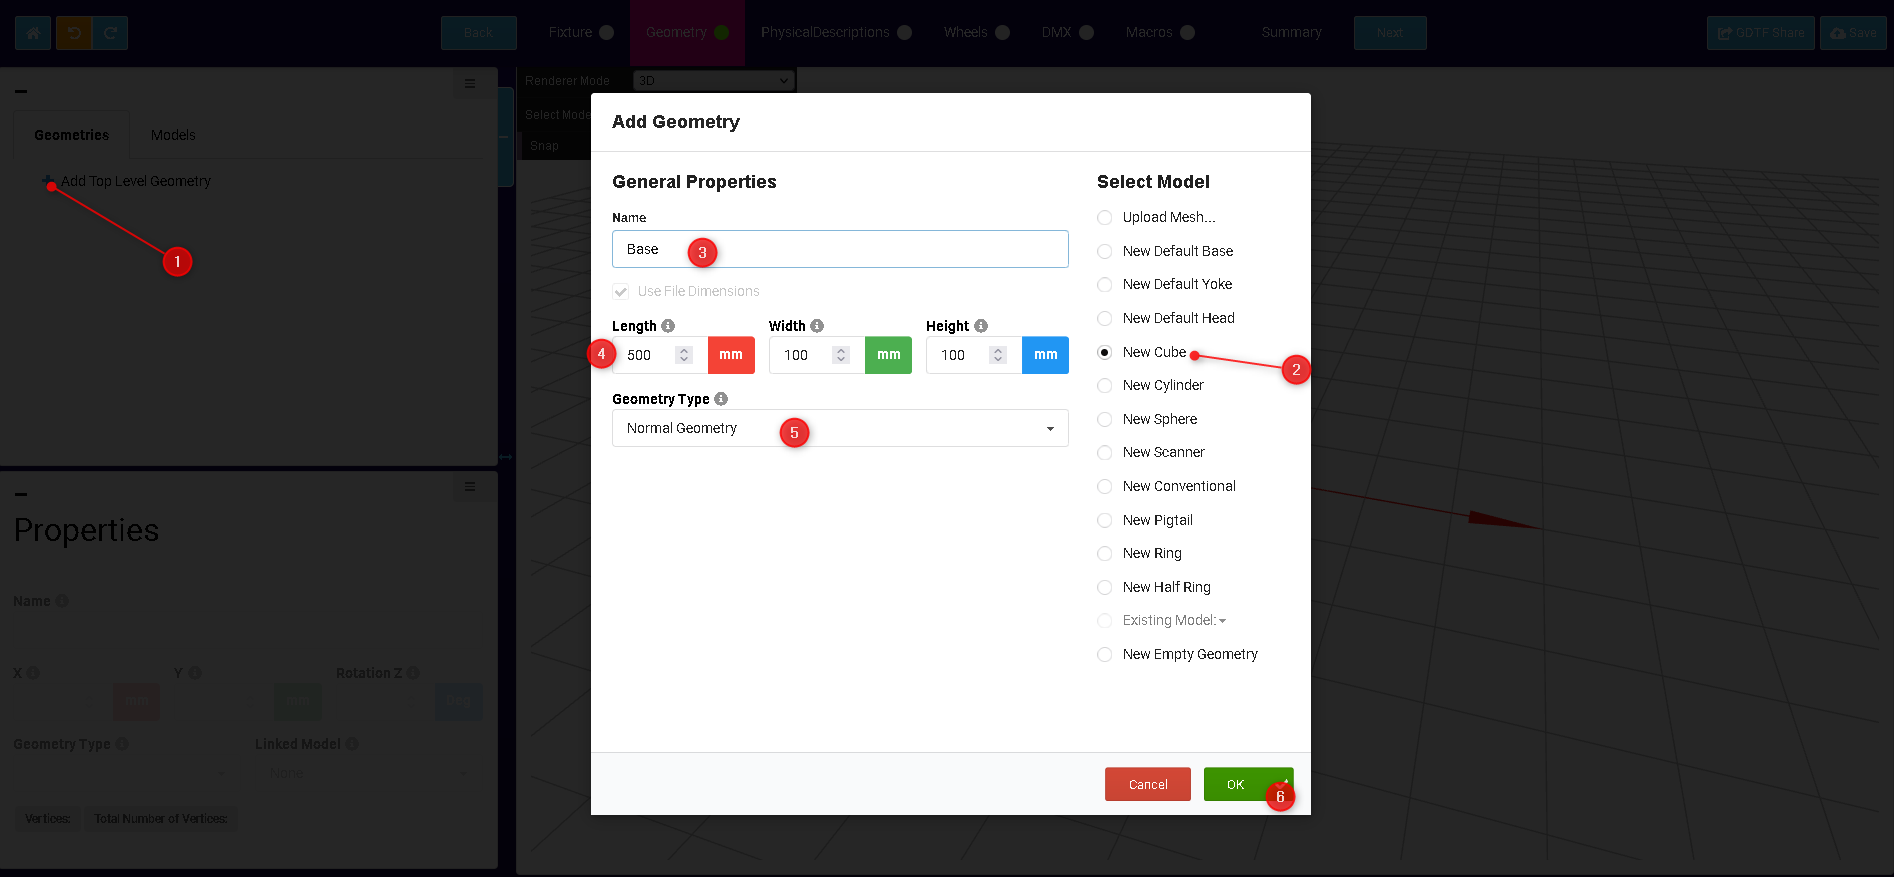 Back
Fixture
Geometry
PhysicalDescriptions
Wheels
DMX
Macros
Summary
Next
GDTF Share
Save
Geometries
Models
Add Top Level Geometry
1
Properties
Name
X
Y
Rotation Z
mm
mm
Deg
Geometry Type
Linked Model
None
Vertices:
Total Number of Vertices:
Renderer Mode
3D
Select Mode
Snap
Add Geometry
General Properties
Name
Base
3
Use File Dimensions
Length
Width
Height
4
500
mm
100
mm
100
mm
Geometry Type
Normal Geometry
5
Select Model
Upload Mesh...
New Default Base
New Default Yoke
New Default Head
New Cube
2
New Cylinder
New Sphere
New Scanner
New Conventional
New Pigtail
New Ring
New Half Ring
Existing Model:
New Empty Geometry
Cancel
OK
6